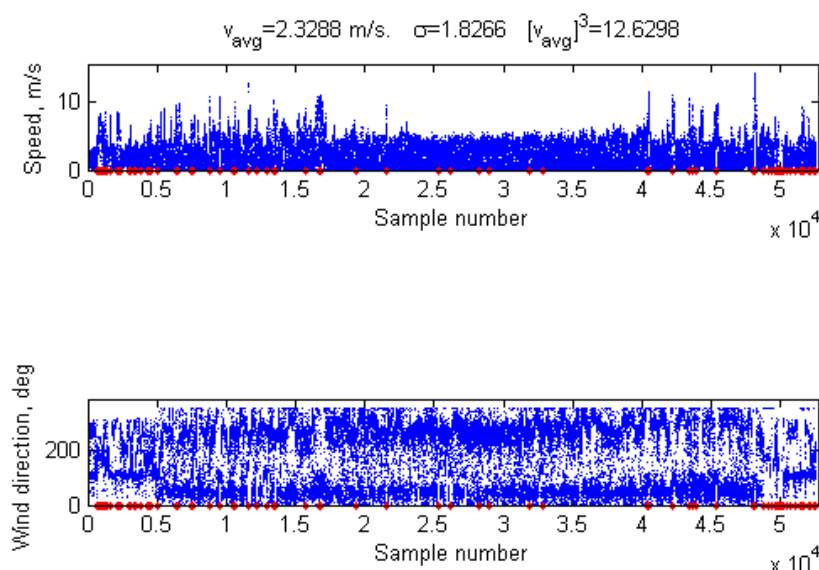 v_avg=2.3288 m/s. σ=1.8266 [v_avg]^3=12.6298
Speed, m/s
10
0
0 0.5 1 1.5 2 2.5 3 3.5 4 4.5 5
Sample number
x 10^4
Wind direction, deg
200
0
0 0.5 1 1.5 2 2.5 3 3.5 4 4.5 5
Sample number
x 10^4